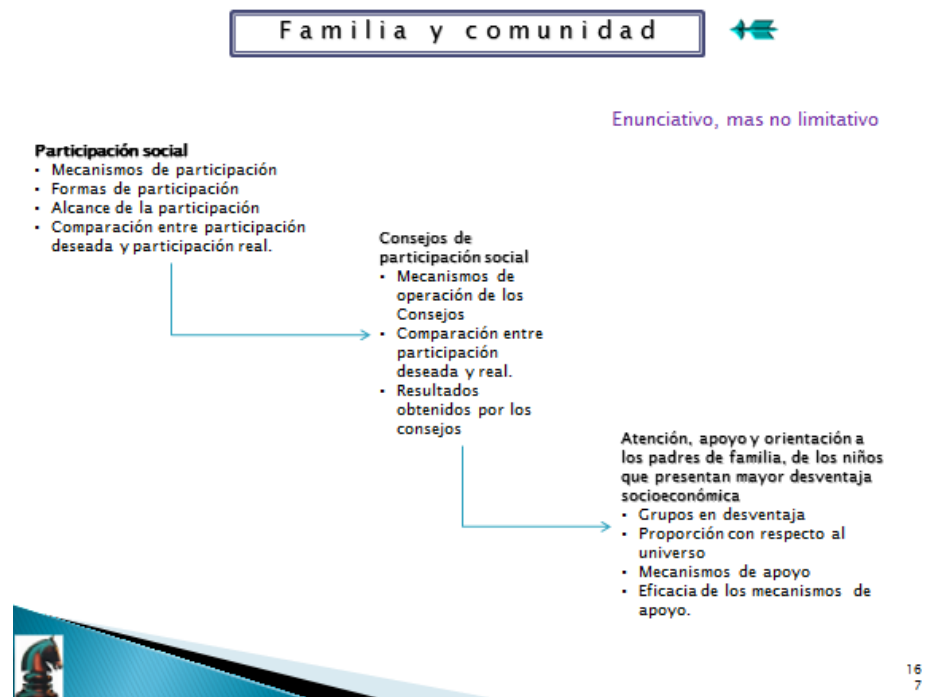 Familia y comunidad
Enunciativo, mas no limitativo
Participación social
• Mecanismos de participación
• Formas de participación
• Alcance de la participación
• Comparación entre participación
deseada y participación real.
Consejos de
participación social
• Mecanismos de
operación de los
Consejos
• Comparación entre
participación
deseada y real.
• Resultados
obtenidos por los
consejos
Atención, apoyo y orientación a
los padres de familia, de los niños
que presentan mayor desventaja
socioeconómica
• Grupos en desventaja
• Proporción con respecto al
universo
• Mecanismos de apoyo
• Eficacia de los mecanismos de
apoyo.
16
7